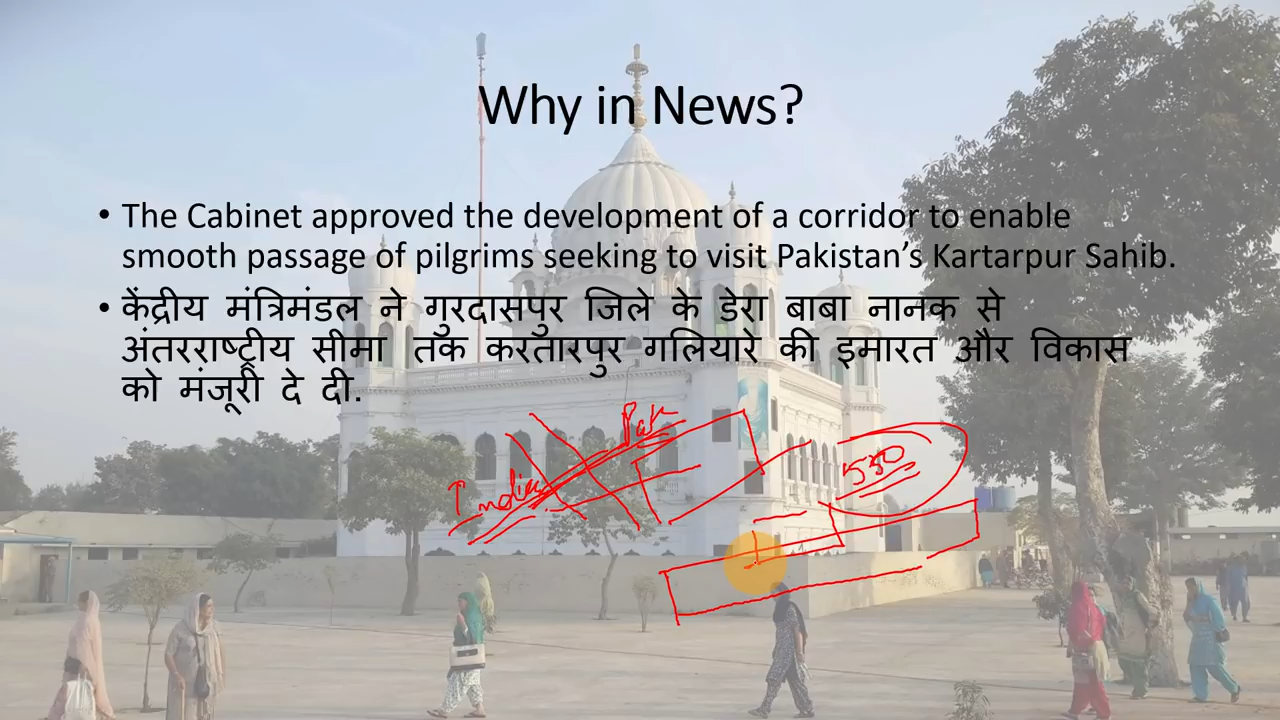 Why in News?
• The Cabinet approved the development of a corridor to enable
smooth passage of pilgrims seeking to visit Pakistan’s Kartarpur Sahib.
• केंद्रीय मंत्रिमंडल ने गुरदासपुर जिले के डेरा बाबा नानक से
अंतरराष्ट्रीय सीमा तक करतारपुर गलियारे की इमारत और विकास
को मंजूरी दे दी.
Pak
India
550